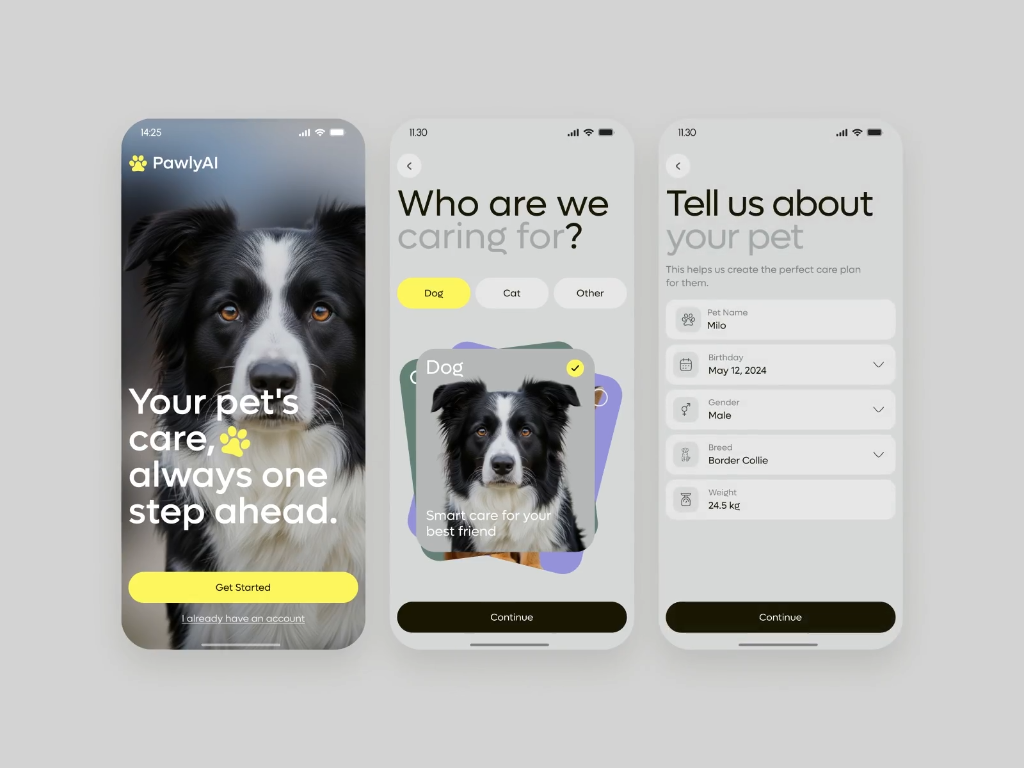 14:25
PawlyAI
Your pet's
care,
always one
step ahead.
Get Started
I already have an account
11.30
Who are we
caring for?
Dog
Cat
Other
Dog
Smart care for your
best friend
Continue
11.30
Tell us about
your pet
This helps us create the perfect care plan
for them.
Pet Name
Milo
Birthday
May 12, 2024
Gender
Male
Breed
Border Collie
Weight
24.5 kg
Continue